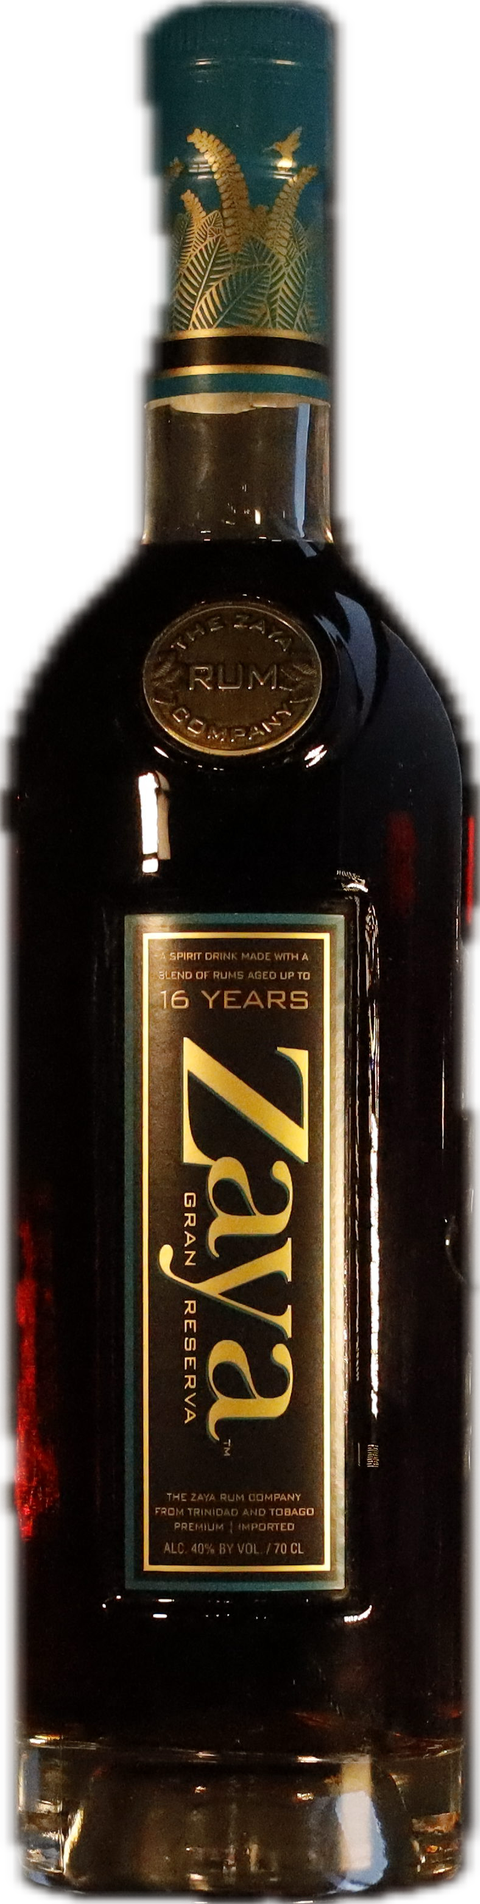 THE ZAYA
RUM
COMPANY
A SPIRIT DRINK MADE WITH A
BLEND OF RUMS AGED UP TO
16 YEARS
Zaya
GRAN RESERVA
TM
THE ZAYA RUM COMPANY
FROM TRINIDAD AND TOBAGO
PREMIUM | IMPORTED
ALC. 40% BY VOL. / 70 CL